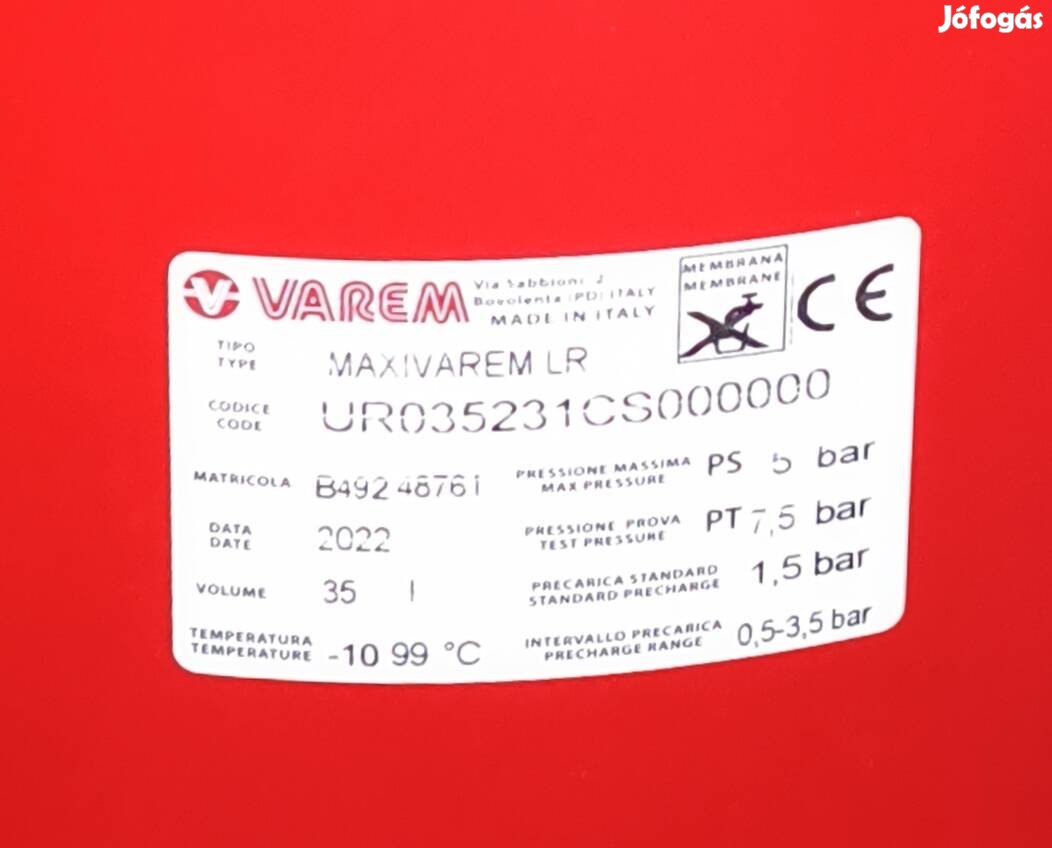 Jófogás
VAREM
Via Sabbioni 2
Bovolenta (PD) ITALY
MADE IN ITALY
MEMBRANA
MEMBRANE
CE
TIPO
TYPE
MAXIVAREM LR
CODICE
CODE
UR035231CS000000
MATRICOLA B492 48761
DATA
DATE
2022
VOLUME 35 l
TEMPERATURA
TEMPERATURE
-10 99 °C
PRESSIONE MASSIMA
MAX PRESSURE
PS 5 bar
PRESSIONE PROVA
TEST PRESSURE
PT 7,5 bar
PRECARICA STANDARD
STANDARD PRECHARGE
1,5 bar
INTERVALLO PRECARICA
PRECHARGE RANGE
0,5-3,5 bar